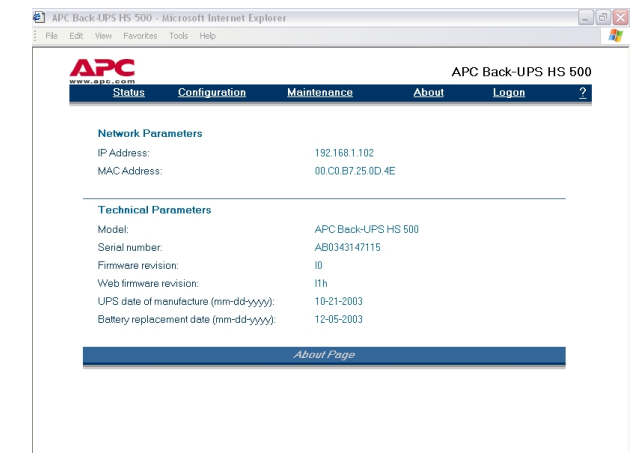 APC Back-UPS HS 500 - Microsoft Internet Explorer
File Edit View Favorites Tools Help
APC
www.apc.com
APC Back-UPS HS 500
Status Configuration Maintenance About Logon ?
Network Parameters
IP Address: 192.168.1.102
MAC Address: 00.C0.B7.25.0D.4E
Technical Parameters
Model: APC Back-UPS HS 500
Serial number: AB0343147115
Firmware revision: I0
Web firmware revision: I1h
UPS date of manufacture (mm-dd-yyyy): 10-21-2003
Battery replacement date (mm-dd-yyyy): 12-05-2003
About Page